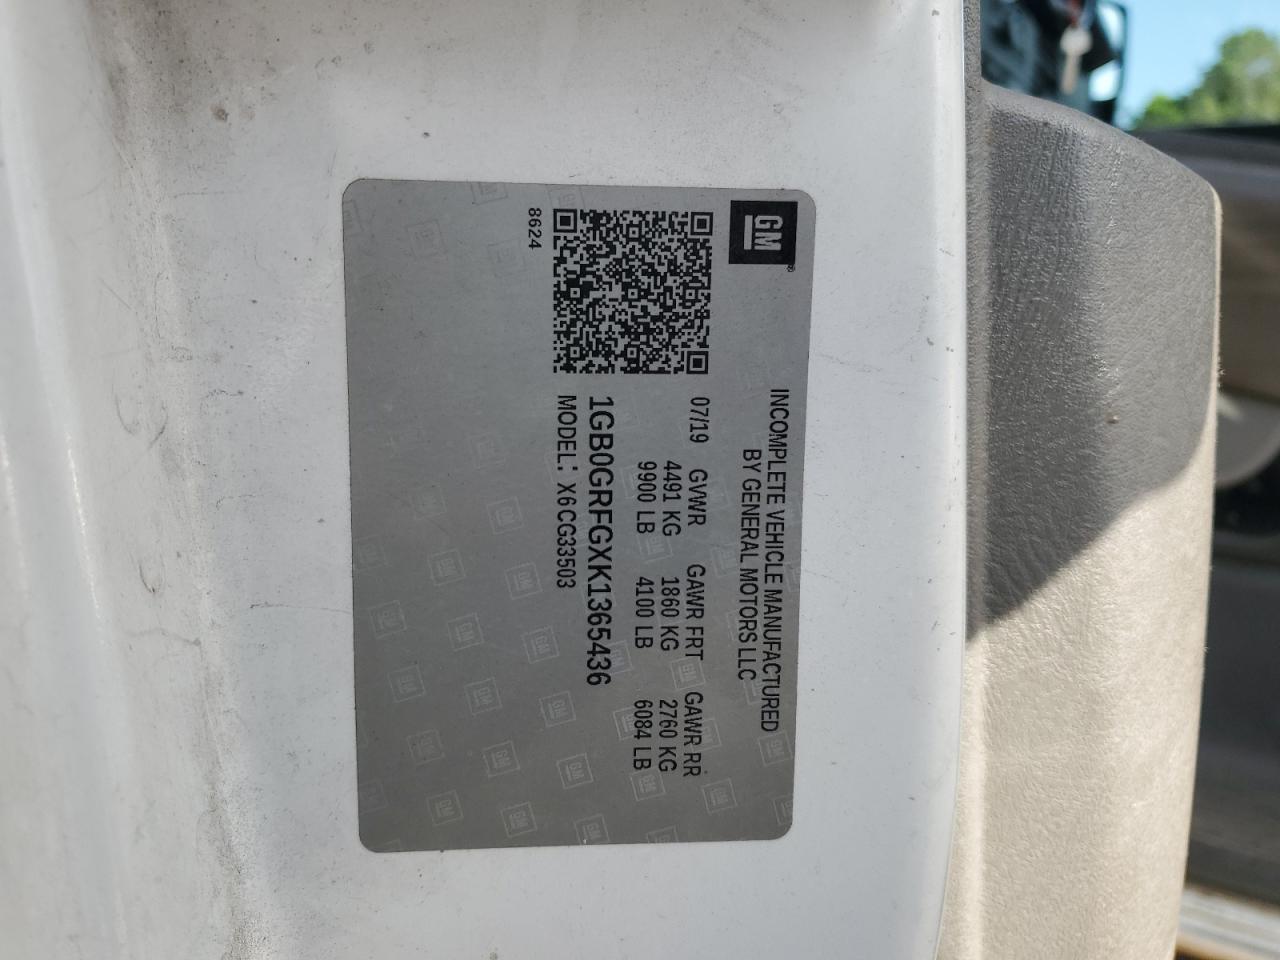 GM
INCOMPLETE VEHICLE MANUFACTURED
BY GENERAL MOTORS LLC
07/19 GVWR GAWR FRT GAWR RR
4491 KG 1860 KG 2760 KG
9900 LB 4100 LB 6084 LB
1GB0GRFGXK1365436
MODEL: X6CG33503
8624